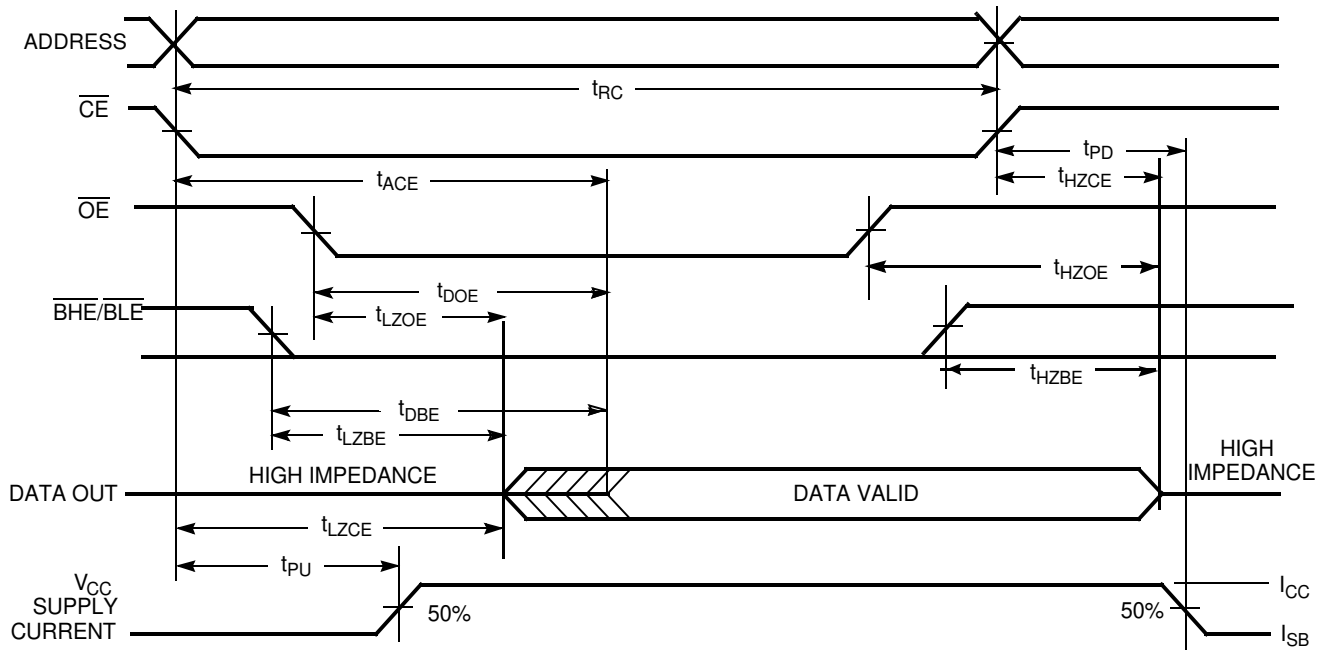 ADDRESS
tRC
CE
tPD
tACE
tHZCE
OE
tHZOE
tDOE
tLZOE
BHE/BLE
tHZBE
tDBE
tLZBE
HIGH IMPEDANCE
HIGH
IMPEDANCE
DATA OUT
DATA VALID
tLZCE
tPU
VCC
SUPPLY
CURRENT
50%
50%
ICC
ISB